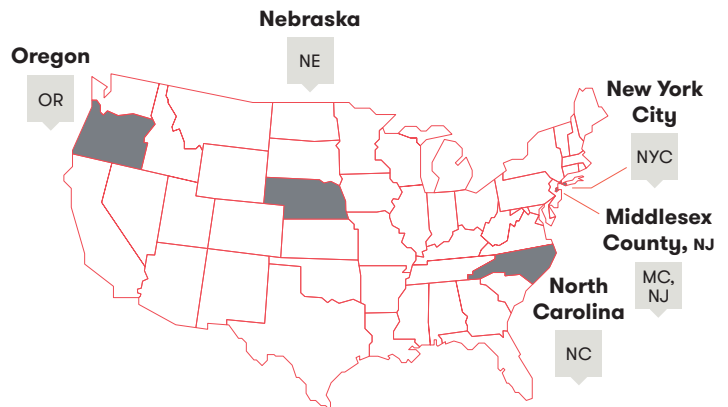 Nebraska
NE
Oregon
OR
New York
City
NYC
Middlesex
County, NJ
MC,
NJ
North
Carolina
NC